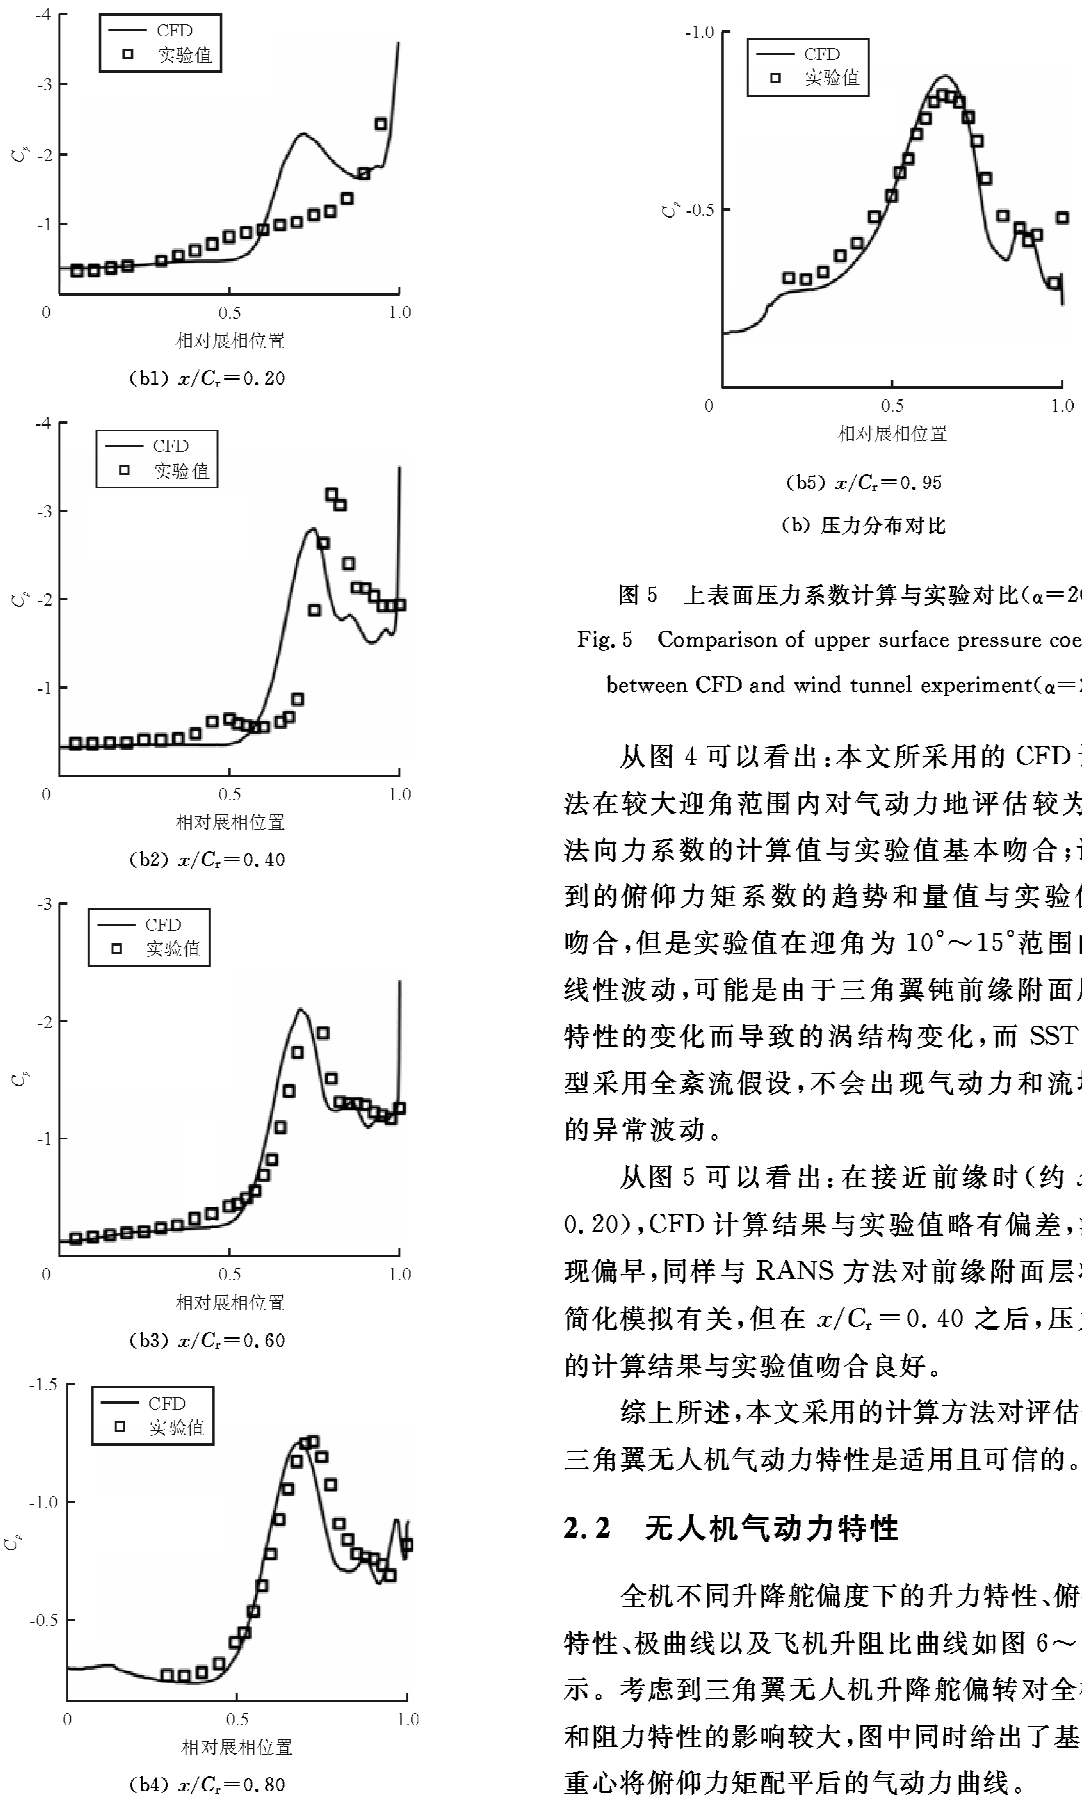 -4
-3
-2
-1
Cₚ
CFD
实验值
0
0.5
1.0
相对展相位置
(b1) x/Cᵣ=0.20
-4
-3
-2
-1
Cₚ
CFD
实验值
0
0.5
1.0
相对展相位置
(b2) x/Cᵣ=0.40
-3
-2
-1
Cₚ
CFD
实验值
0
0.5
1.0
相对展相位置
(b3) x/Cᵣ=0.60
-1.5
-1.0
-0.5
Cₚ
CFD
实验值
0
0.5
1.0
相对展相位置
(b4) x/Cᵣ=0.80
-1.0
-0.5
Cₚ
CFD
实验值
0
0.5
1.0
相对展相位置
(b5) x/Cᵣ=0.95
(b) 压力分布对比
图5 上表面压力系数计算与实验对比(α=20
Fig.5 Comparison of upper surface pressure coe
between CFD and wind tunnel experiment(α=2
从图 4 可以看出:本文所采用的 CFD
法在较大迎角范围内对气动力地评估较为
法向力系数的计算值与实验值基本吻合;
到的俯仰力矩系数的趋势和量值与实验
吻合,但是实验值在迎角为 10°~15°范围
线性波动,可能是由于三角翼钝前缘附面
特性的变化而导致的涡结构变化,而 SST
型采用全紊流假设,不会出现气动力和流
的异常波动。
从图 5 可以看出:在接近前缘时(约
0.20),CFD 计算结果与实验值略有偏差,
现偏早,同样与 RANS 方法对前缘附面层
简化模拟有关,但在 x/Cᵣ=0.40 之后,压
的计算结果与实验值吻合良好。
综上所述,本文采用的计算方法对评估
三角翼无人机气动力特性是适用且可信的。
2.2 无人机气动力特性
全机不同升降舵偏度下的升力特性、俯
特性、极曲线以及飞机升阻比曲线如图 6~
示。考虑到三角翼无人机升降舵偏转对全
和阻力特性的影响较大,图中同时给出了基
重心将俯仰力矩配平后的气动力曲线。